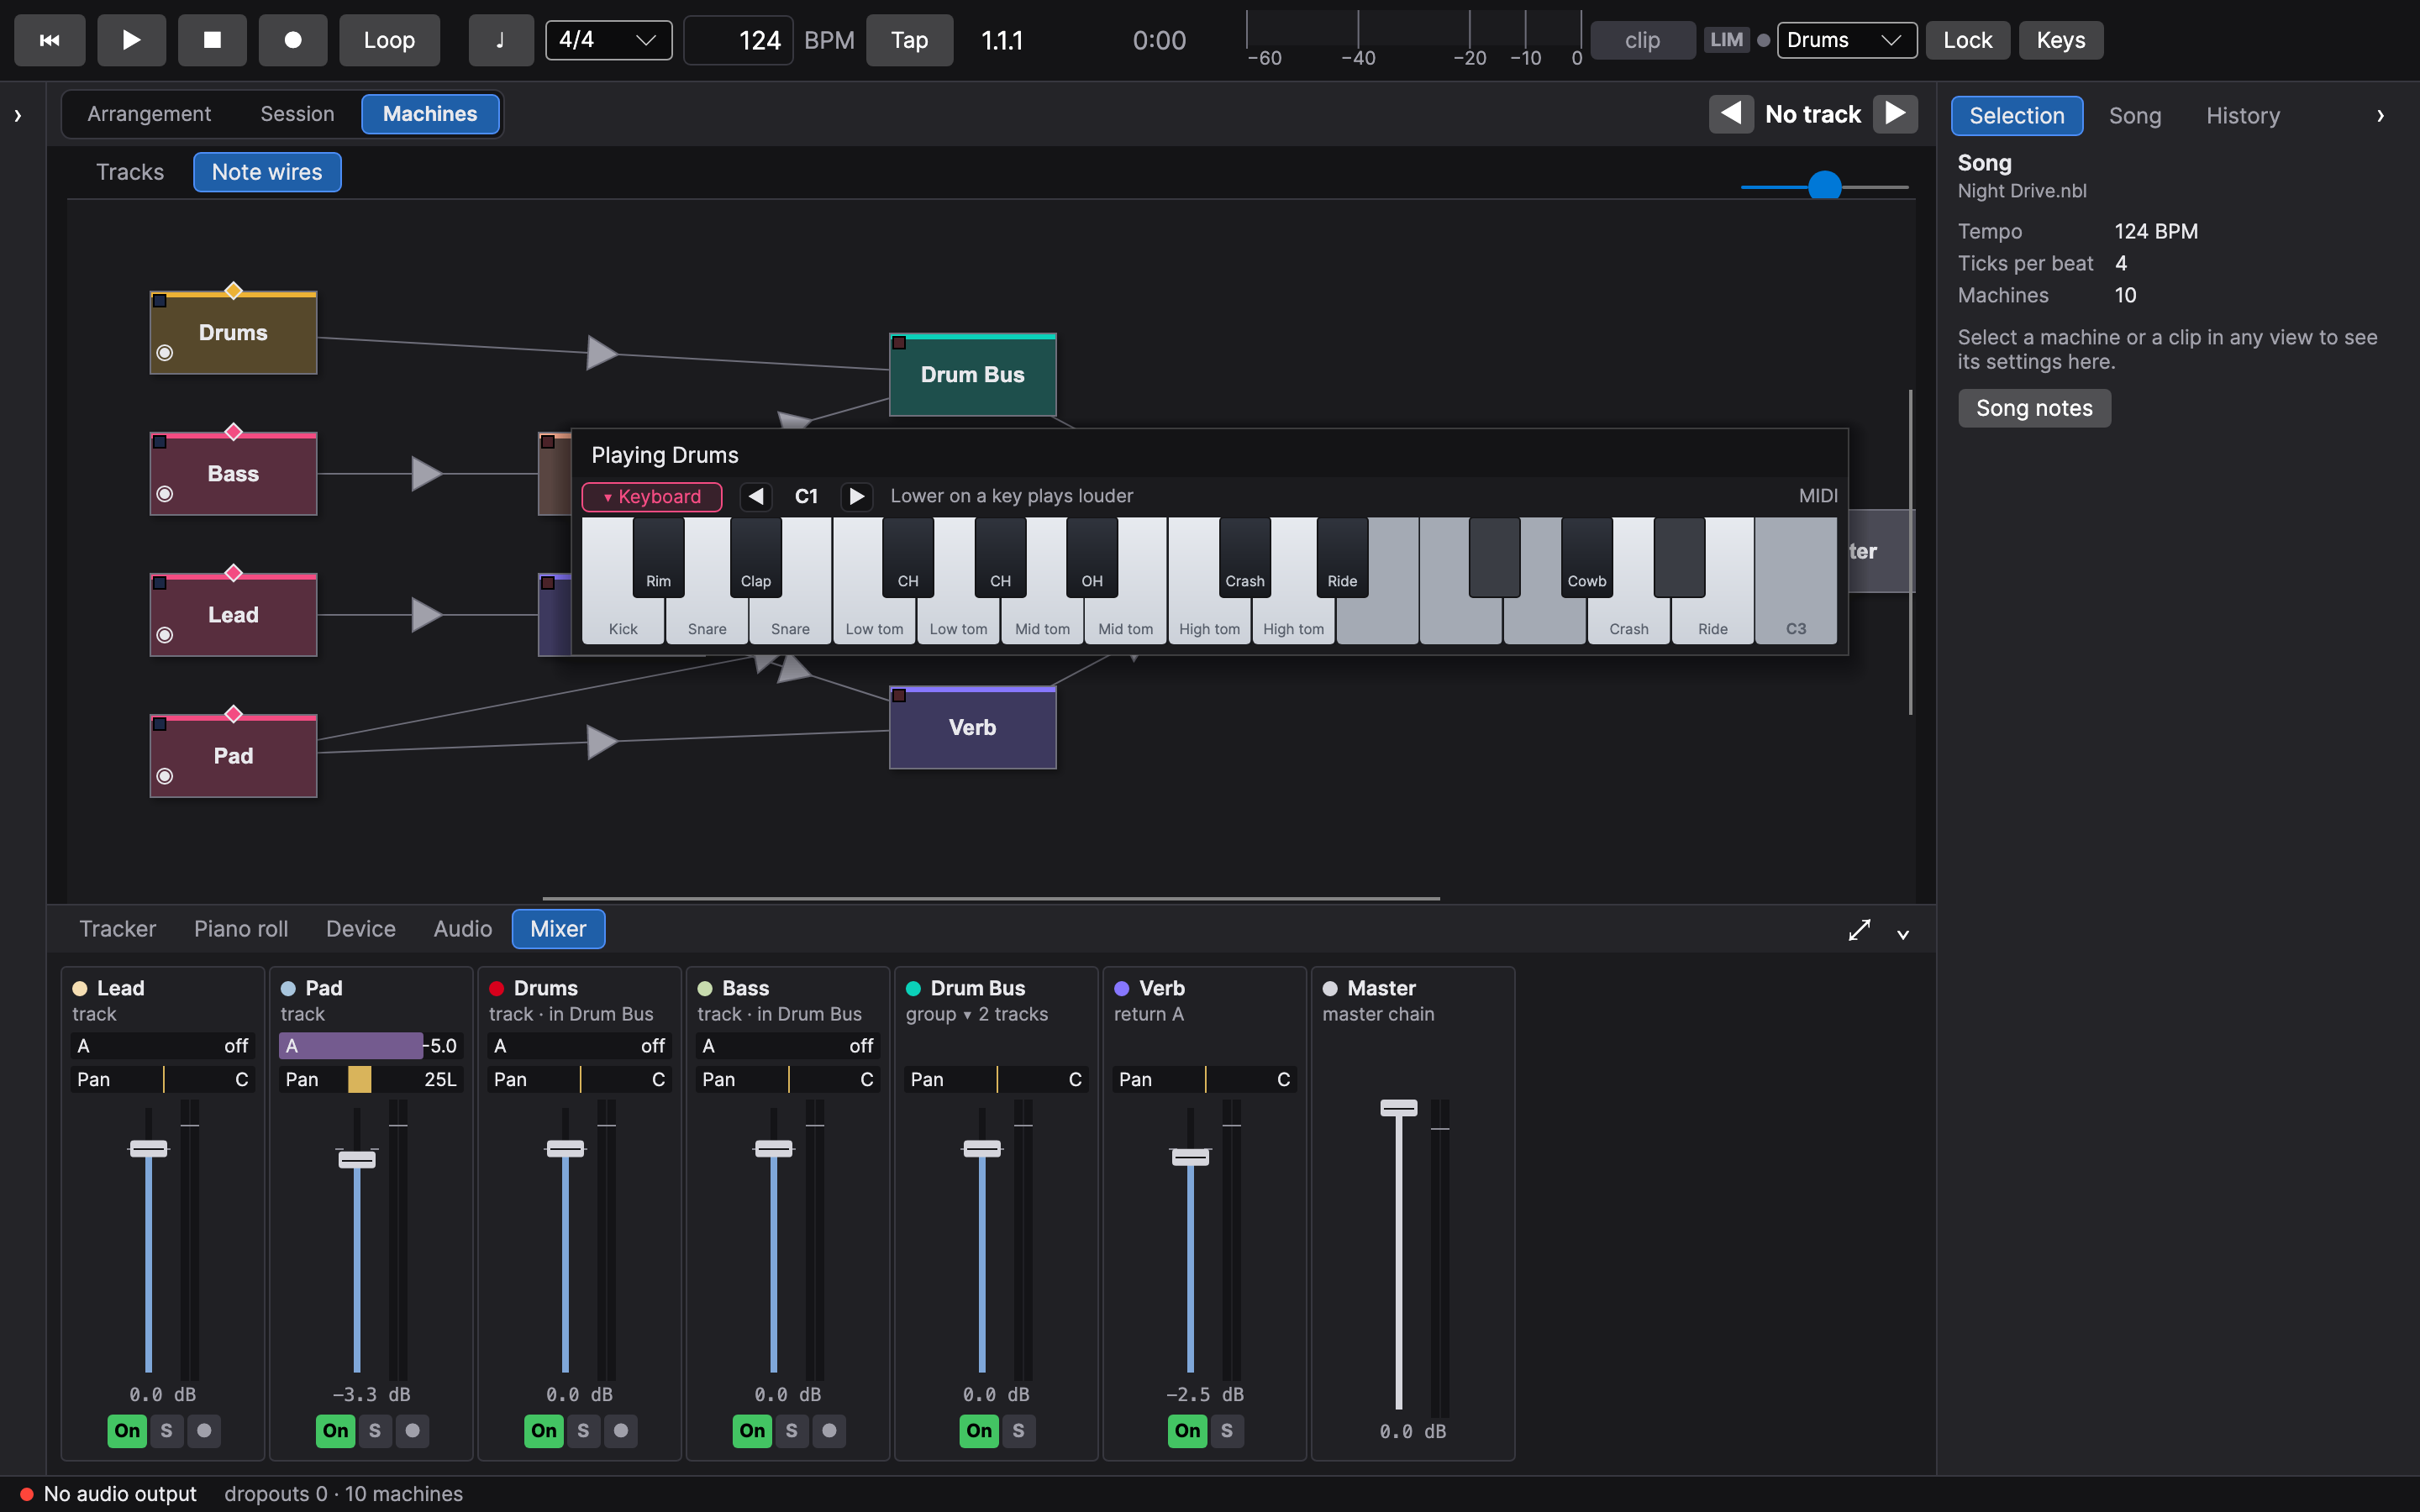 Loop
♩
4/4
124 BPM
Tap
1.1.1
0:00
−60 −40 −20 −10 0
clip
LIM
Drums
Lock
Keys
Arrangement
Session
Machines
No track
Selection
Song
History
Tracks
Note wires
Song
Night Drive.nbl
Tempo 124 BPM
Ticks per beat 4
Machines 10
Select a machine or a clip in any view to see
its settings here.
Song notes
Drums
Drum Bus
Bass
Lead
Pad
Verb
ter
Playing Drums
▾ Keyboard
C1
Lower on a key plays louder
MIDI
Rim Clap CH CH OH Crash Ride Cowb
Kick Snare Snare Low tom Low tom Mid tom Mid tom High tom High tom Crash Ride C3
Tracker
Piano roll
Device
Audio
Mixer
Lead
track
A off
Pan C
0.0 dB
On S
Pad
track
A -5.0
Pan 25L
−3.3 dB
On S
Drums
track · in Drum Bus
A off
Pan C
0.0 dB
On S
Bass
track · in Drum Bus
A off
Pan C
0.0 dB
On S
Drum Bus
group ▾ 2 tracks
Pan C
0.0 dB
On S
Verb
return A
Pan C
−2.5 dB
On S
Master
master chain
0.0 dB
No audio output
dropouts 0 · 10 machines